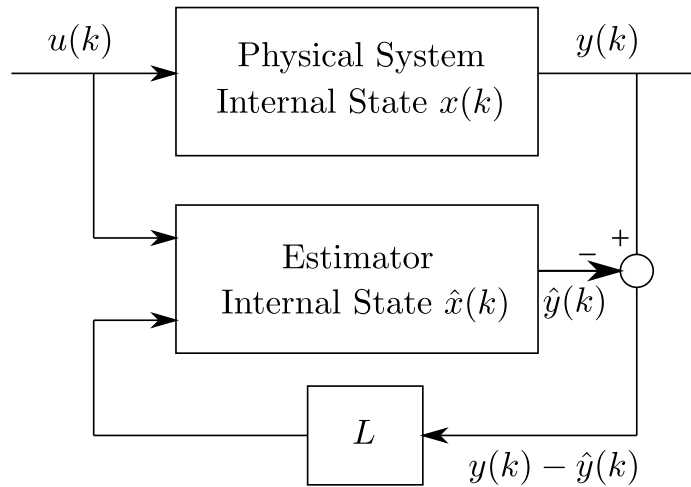 u(k)
Physical System
Internal State x(k)
y(k)
Estimator
Internal State x̂(k)
+
−
ŷ(k)
L
y(k) − ŷ(k)